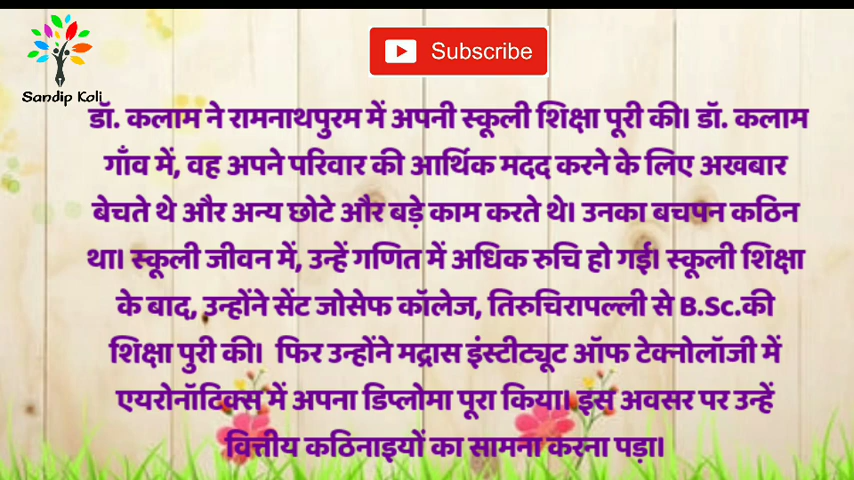 Subscribe
Sandip Koli
डॉ. कलाम ने रामनाथपुरम में अपनी स्कूली शिक्षा पूरी की। डॉ. कलाम
गाँव में, वह अपने परिवार की आर्थिक मदद करने के लिए अखबार
बेचते थे और अन्य छोटे और बड़े काम करते थे। उनका बचपन कठिन
था। स्कूली जीवन में, उन्हें गणित में अधिक रुचि हो गई। स्कूली शिक्षा
के बाद, उन्होंने सेंट जोसेफ कॉलेज, तिरुचिरापल्ली से B.Sc.की
शिक्षा पुरी की। फिर उन्होंने मद्रास इंस्टीट्यूट ऑफ टेक्नोलॉजी में
एयरोनॉटिक्स में अपना डिप्लोमा पूरा किया। इस अवसर पर उन्हें
वित्तीय कठिनाइयों का सामना करना पड़ा।